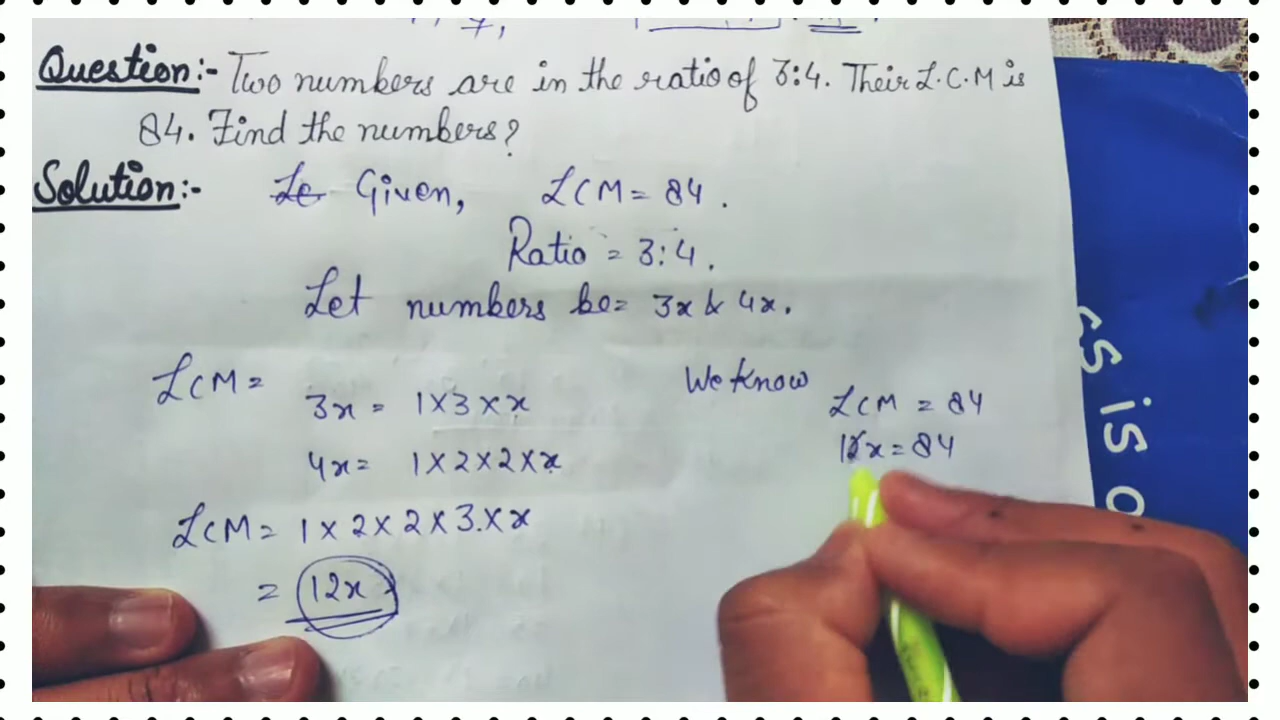 Question:- Two numbers are in the ratio of 3:4. Their L.C.M is
84. Find the numbers?
Solution:- Given, LCM = 84.
Ratio = 3:4.
Let numbers be= 3x & 4x.
LCM =
3x = 1×3×x
4x = 1×2×2×x
LCM = 1×2×2×3.×x
= 12x
We know
LCM = 84
12x = 84
CS IS O